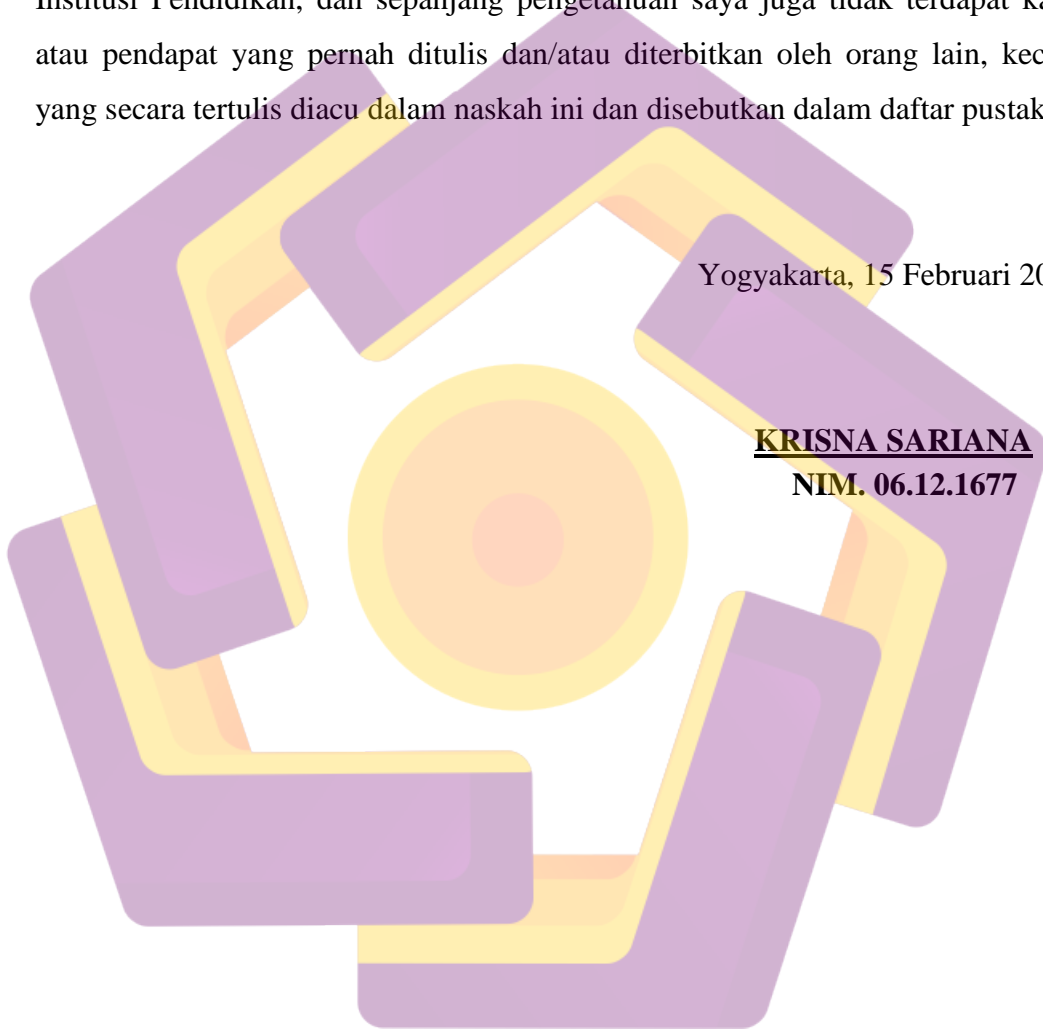 Institusi Pendidikan, dan sepanjang pengetahuan saya juga tidak terdapat
atau pendapat yang pernah ditulis dan/atau diterbitkan oleh orang lain,
yang secara tertulis diacu dalam naskah ini dan disebutkan dalam daftar
Yogyakarta, 15 Februari
KRISNA SARIANA
NIM. 06.12.1677